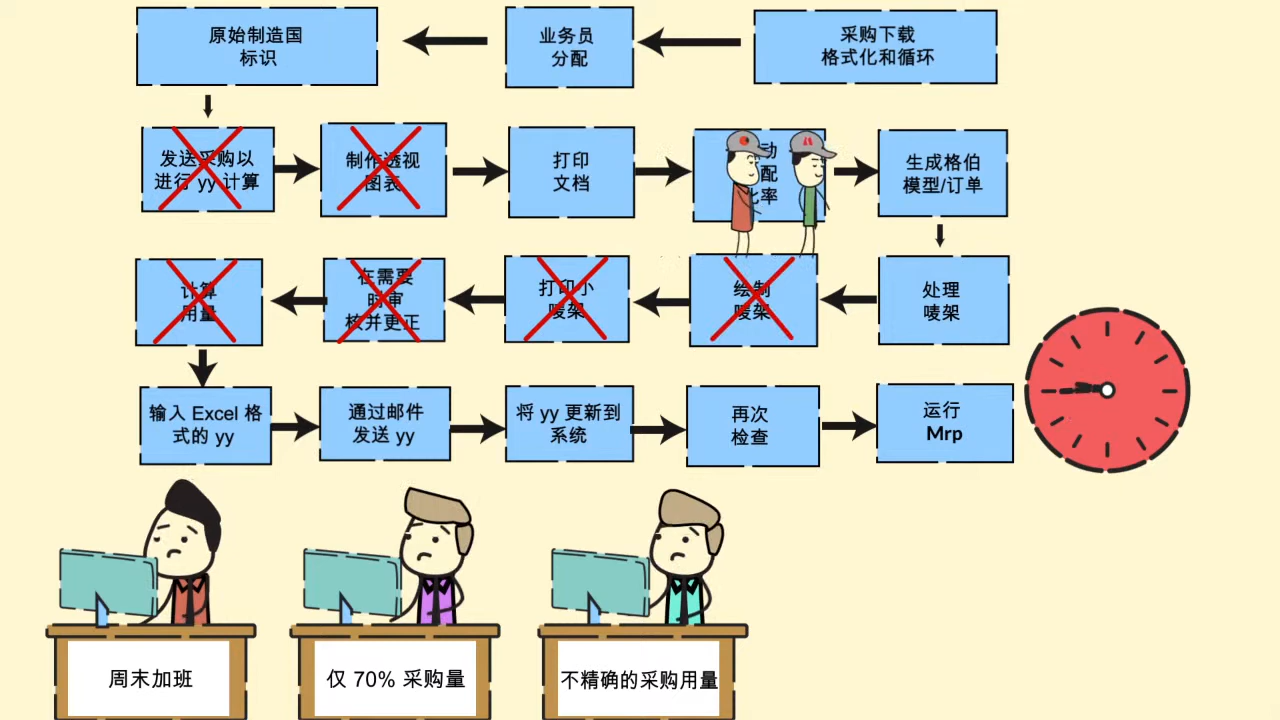 原始制造国
标识
业务员
分配
采购下载
格式化和循环
发送采购以
进行 yy 计算
制作透视
图表
打印
文档
动
配
率
生成格伯
模型/订单
计算
用量
在需要
时审
核并更正
打印小
唛架
绘制
唛架
处理
唛架
输入 Excel 格
式的 yy
通过邮件
发送 yy
将 yy 更新到
系统
再次
检查
运行
Mrp
周末加班
仅 70% 采购量
不精确的采购用量